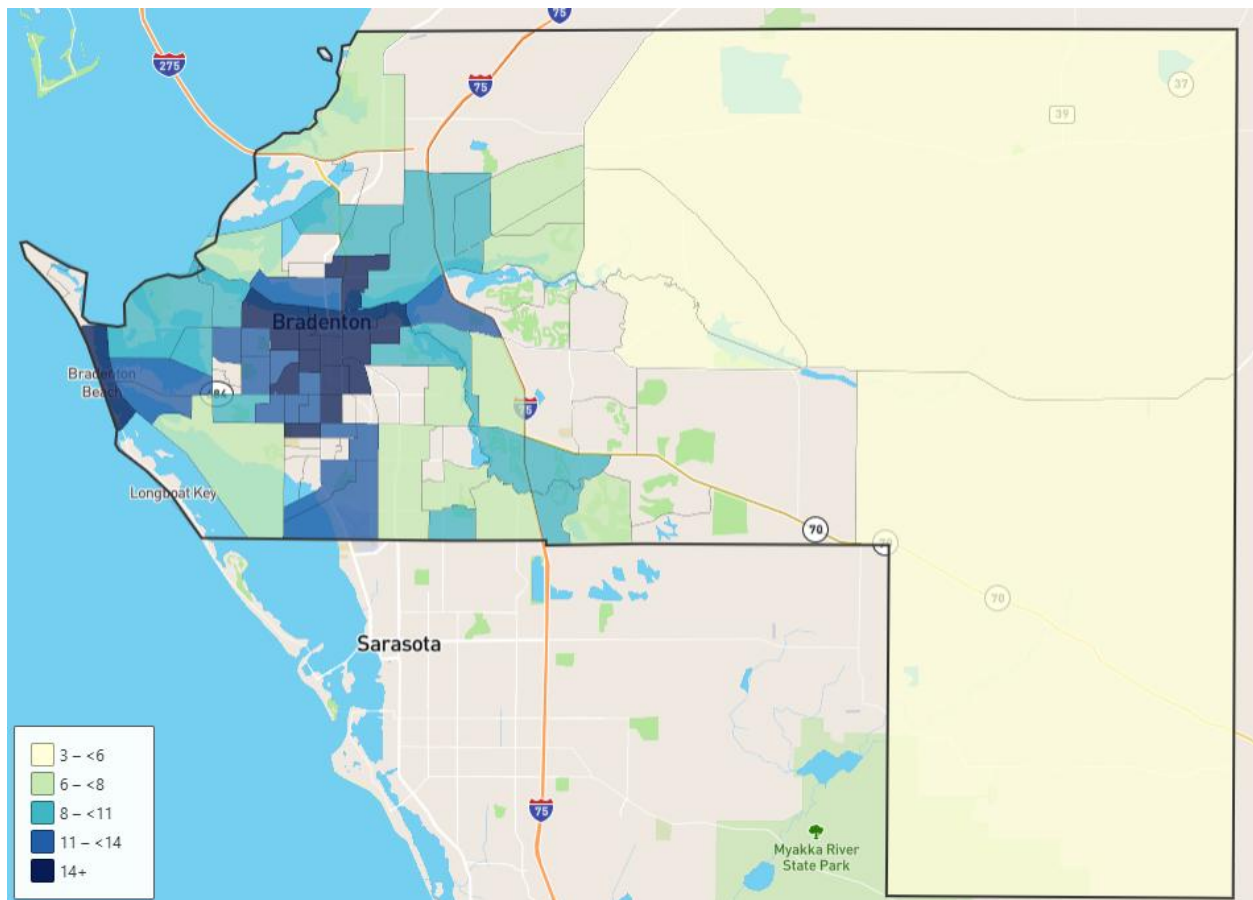 75
275
75
37
39
Bradenton
Bradenton
Beach
75
Longboat Key
70
70
Sarasota
75
Myakka River
State Park
3 – <6
6 – <8
8 – <11
11 – <14
14+